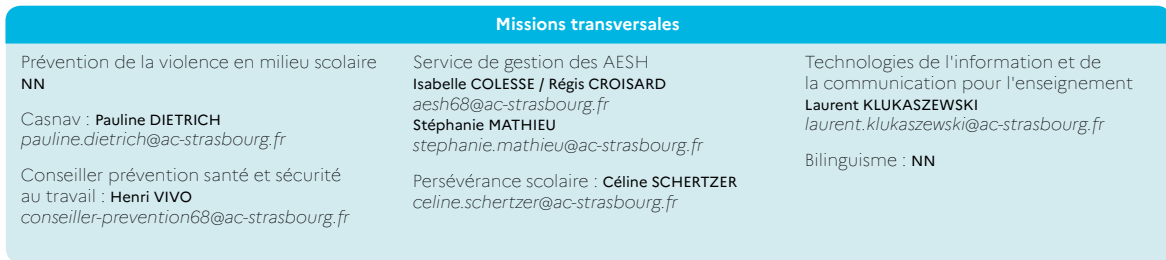 Missions transversales
Prévention de la violence en milieu scolaire
NN
Casnav : Pauline DIETRICH
pauline.dietrich@ac-strasbourg.fr
Conseiller prévention santé et sécurité
au travail : Henri VIVO
conseiller-prevention68@ac-strasbourg.fr
Service de gestion des AESH
Isabelle COLESSE / Régis CROISARD
aesh68@ac-strasbourg.fr
Stéphanie MATHIEU
stephanie.mathieu@ac-strasbourg.fr
Persévérance scolaire : Céline SCHERTZER
celine.schertzer@ac-strasbourg.fr
Technologies de l'information et de
la communication pour l'enseignement
Laurent KLUKASZEWSKI
laurent.klukaszewski@ac-strasbourg.fr
Bilinguisme : NN